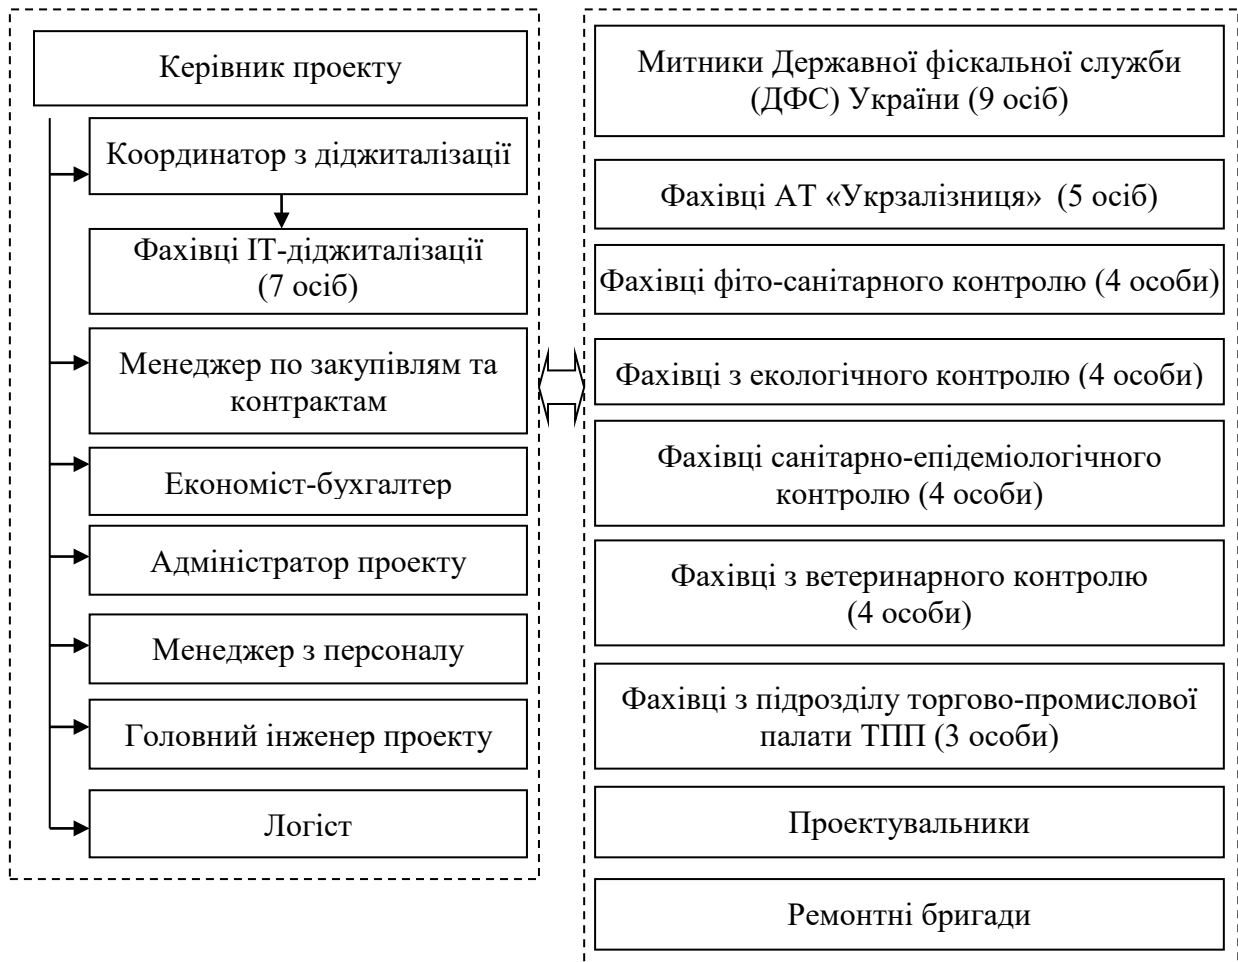 Керівник проекту
Координатор з діджиталізації
Фахівці ІТ-діджиталізації
(7 осіб)
Менеджер по закупівлям та
контрактам
Економіст-бухгалтер
Адміністратор проекту
Менеджер з персоналу
Головний інженер проекту
Логіст
Митники Державної фіскальної служби
(ДФС) України (9 осіб)
Фахівці АТ «Укрзалізниця» (5 осіб)
Фахівці фіто-санітарного контролю (4 особи)
Фахівці з екологічного контролю (4 особи)
Фахівці санітарно-епідеміологічного
контролю (4 особи)
Фахівці з ветеринарного контролю
(4 особи)
Фахівці з підрозділу торгово-промислової
палати ТПП (3 особи)
Проектувальники
Ремонтні бригади